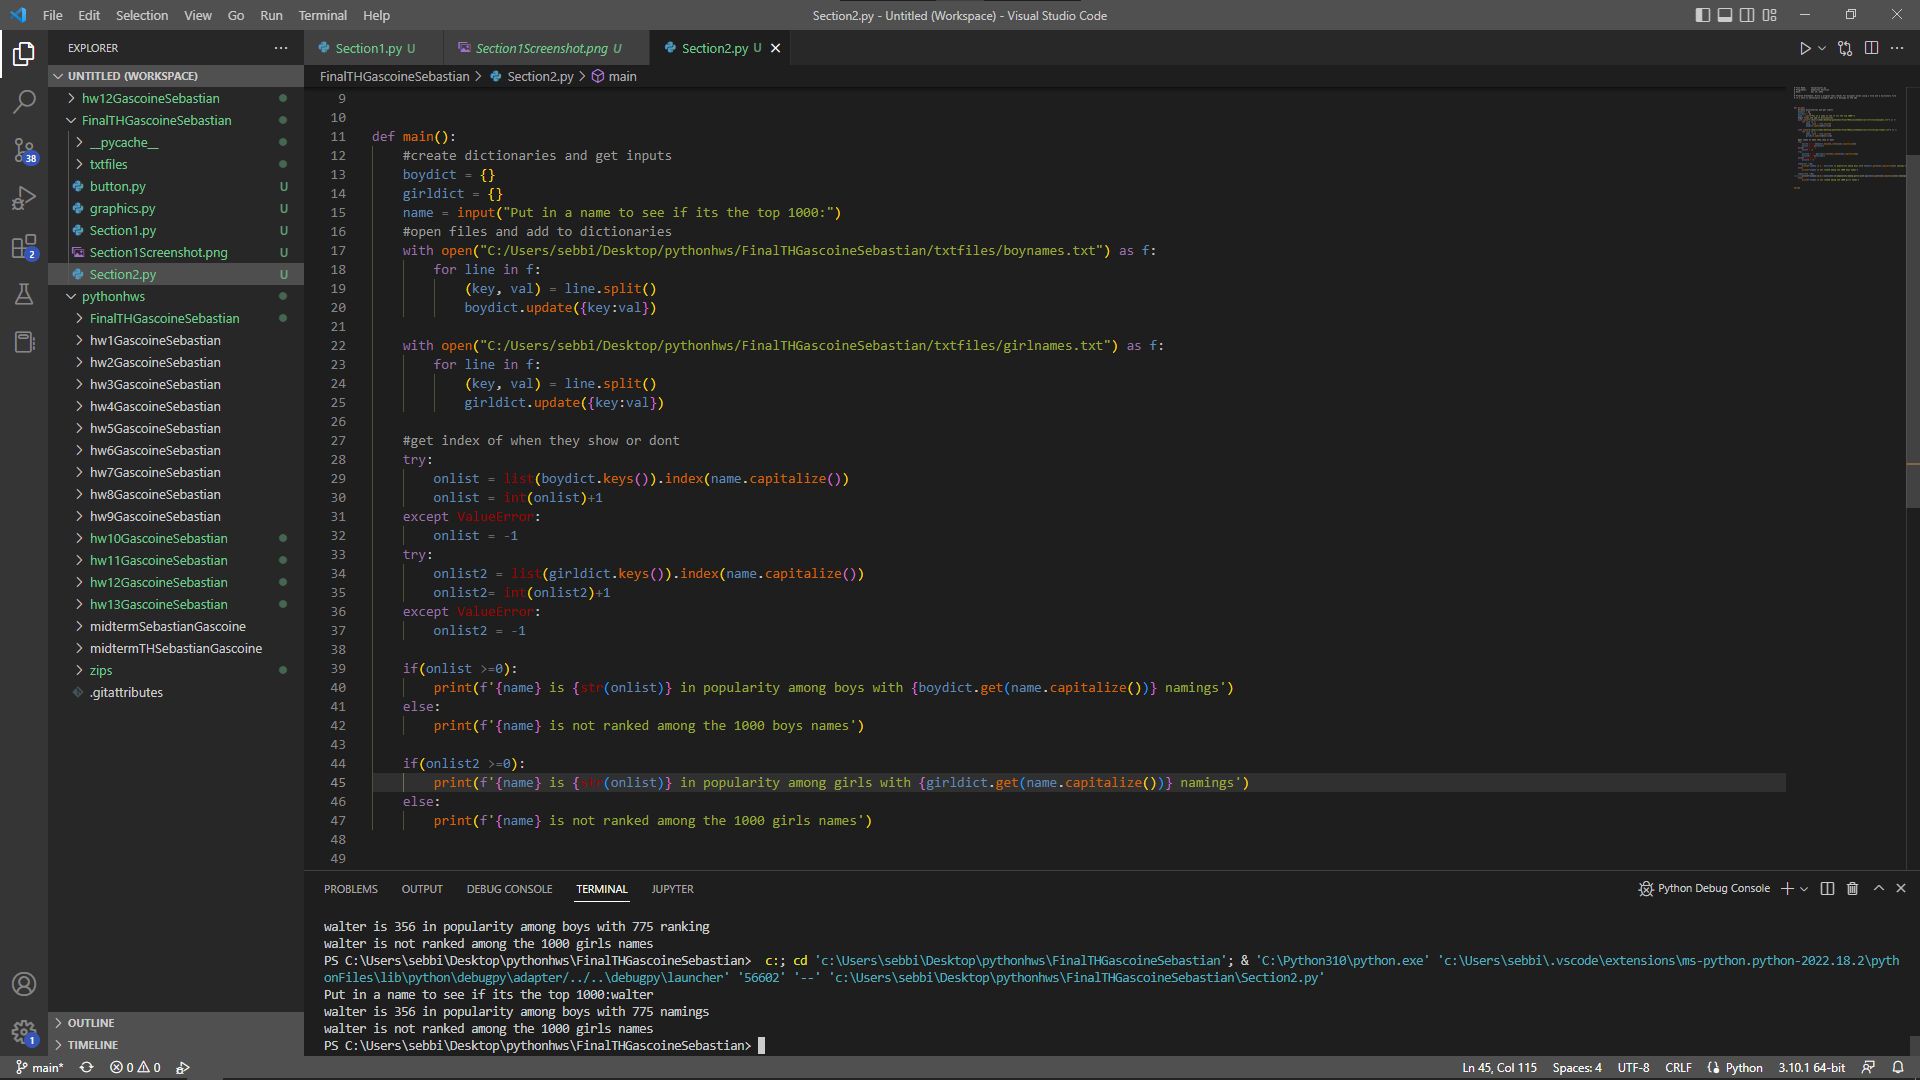 File Edit Selection View Go Run Terminal Help
Section2.py - Untitled (Workspace) - Visual Studio Code
EXPLORER
UNTITLED (WORKSPACE)
hw12GascoineSebastian
FinalTHGascoineSebastian
__pycache__
txtfiles
button.py U
graphics.py U
Section1.py U
Section1Screenshot.png U
Section2.py U
pythonhws
FinalTHGascoineSebastian
hw1GascoineSebastian
hw2GascoineSebastian
hw3GascoineSebastian
hw4GascoineSebastian
hw5GascoineSebastian
hw6GascoineSebastian
hw7GascoineSebastian
hw8GascoineSebastian
hw9GascoineSebastian
hw10GascoineSebastian
hw11GascoineSebastian
hw12GascoineSebastian
hw13GascoineSebastian
midtermSebastianGascoine
midtermTHSebastianGascoine
zips
.gitattributes
OUTLINE
TIMELINE
38
2
1
Section1.py U Section1Screenshot.png U Section2.py U
FinalTHGascoineSebastian > Section2.py > main
9
10
11 def main():
12 #create dictionaries and get inputs
13 boydict = {}
14 girldict = {}
15 name = input("Put in a name to see if its the top 1000:")
16 #open files and add to dictionaries
17 with open("C:/Users/sebbi/Desktop/pythonhws/FinalTHGascoineSebastian/txtfiles/boynames.txt") as f:
18 for line in f:
19 (key, val) = line.split()
20 boydict.update({key:val})
21
22 with open("C:/Users/sebbi/Desktop/pythonhws/FinalTHGascoineSebastian/txtfiles/girlnames.txt") as f:
23 for line in f:
24 (key, val) = line.split()
25 girldict.update({key:val})
26
27 #get index of when they show or dont
28 try:
29 onlist = list(boydict.keys()).index(name.capitalize())
30 onlist = int(onlist)+1
31 except ValueError:
32 onlist = -1
33 try:
34 onlist2 = list(girldict.keys()).index(name.capitalize())
35 onlist2= int(onlist2)+1
36 except ValueError:
37 onlist2 = -1
38
39 if(onlist >=0):
40 print(f'{name} is {str(onlist)} in popularity among boys with {boydict.get(name.capitalize())} namings')
41 else:
42 print(f'{name} is not ranked among the 1000 boys names')
43
44 if(onlist2 >=0):
45 print(f'{name} is {str(onlist)} in popularity among girls with {girldict.get(name.capitalize())} namings')
46 else:
47 print(f'{name} is not ranked among the 1000 girls names')
48
49
PROBLEMS OUTPUT DEBUG CONSOLE TERMINAL JUPYTER
Python Debug Console
walter is 356 in popularity among boys with 775 ranking
walter is not ranked among the 1000 girls names
PS C:\Users\sebbi\Desktop\pythonhws\FinalTHGascoineSebastian> c:; cd 'c:\Users\sebbi\Desktop\pythonhws\FinalTHGascoineSebastian'; & 'C:\Python310\python.exe' 'c:\Users\sebbi\.vscode\extensions\ms-python.python-2022.18.2\pyth
onFiles\lib\python\debugpy\adapter/../..\debugpy\launcher' '56602' '--' 'c:\Users\sebbi\Desktop\pythonhws\FinalTHGascoineSebastian\Section2.py'
Put in a name to see if its the top 1000:walter
walter is 356 in popularity among boys with 775 namings
walter is not ranked among the 1000 girls names
PS C:\Users\sebbi\Desktop\pythonhws\FinalTHGascoineSebastian>
main* 0 0 Ln 45, Col 115 Spaces: 4 UTF-8 CRLF Python 3.10.1 64-bit